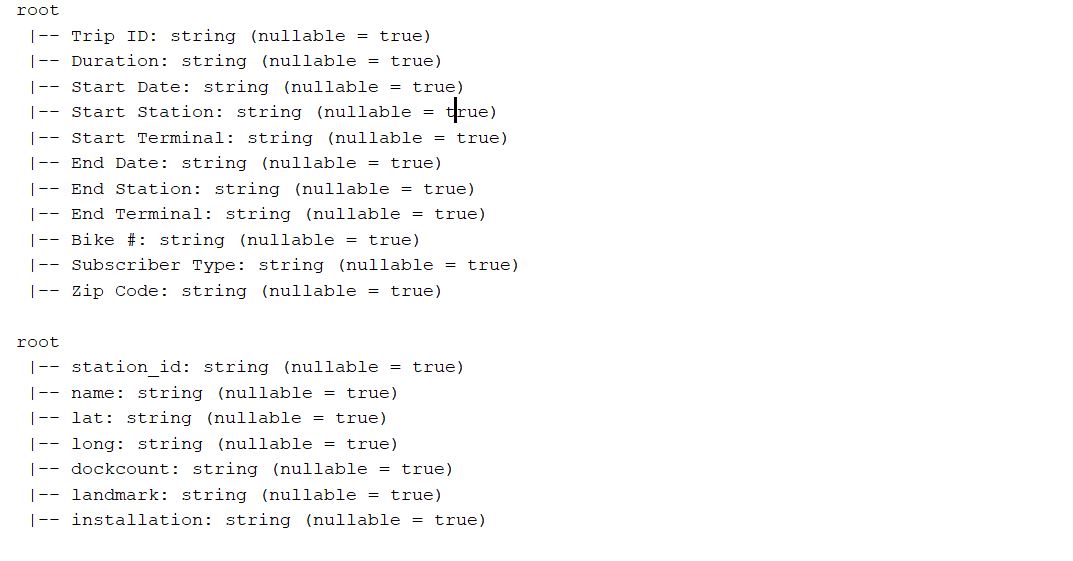 root
 |-- Trip ID: string (nullable = true)
 |-- Duration: string (nullable = true)
 |-- Start Date: string (nullable = true)
 |-- Start Station: string (nullable = true)
 |-- Start Terminal: string (nullable = true)
 |-- End Date: string (nullable = true)
 |-- End Station: string (nullable = true)
 |-- End Terminal: string (nullable = true)
 |-- Bike #: string (nullable = true)
 |-- Subscriber Type: string (nullable = true)
 |-- Zip Code: string (nullable = true)

root
 |-- station_id: string (nullable = true)
 |-- name: string (nullable = true)
 |-- lat: string (nullable = true)
 |-- long: string (nullable = true)
 |-- dockcount: string (nullable = true)
 |-- landmark: string (nullable = true)
 |-- installation: string (nullable = true)